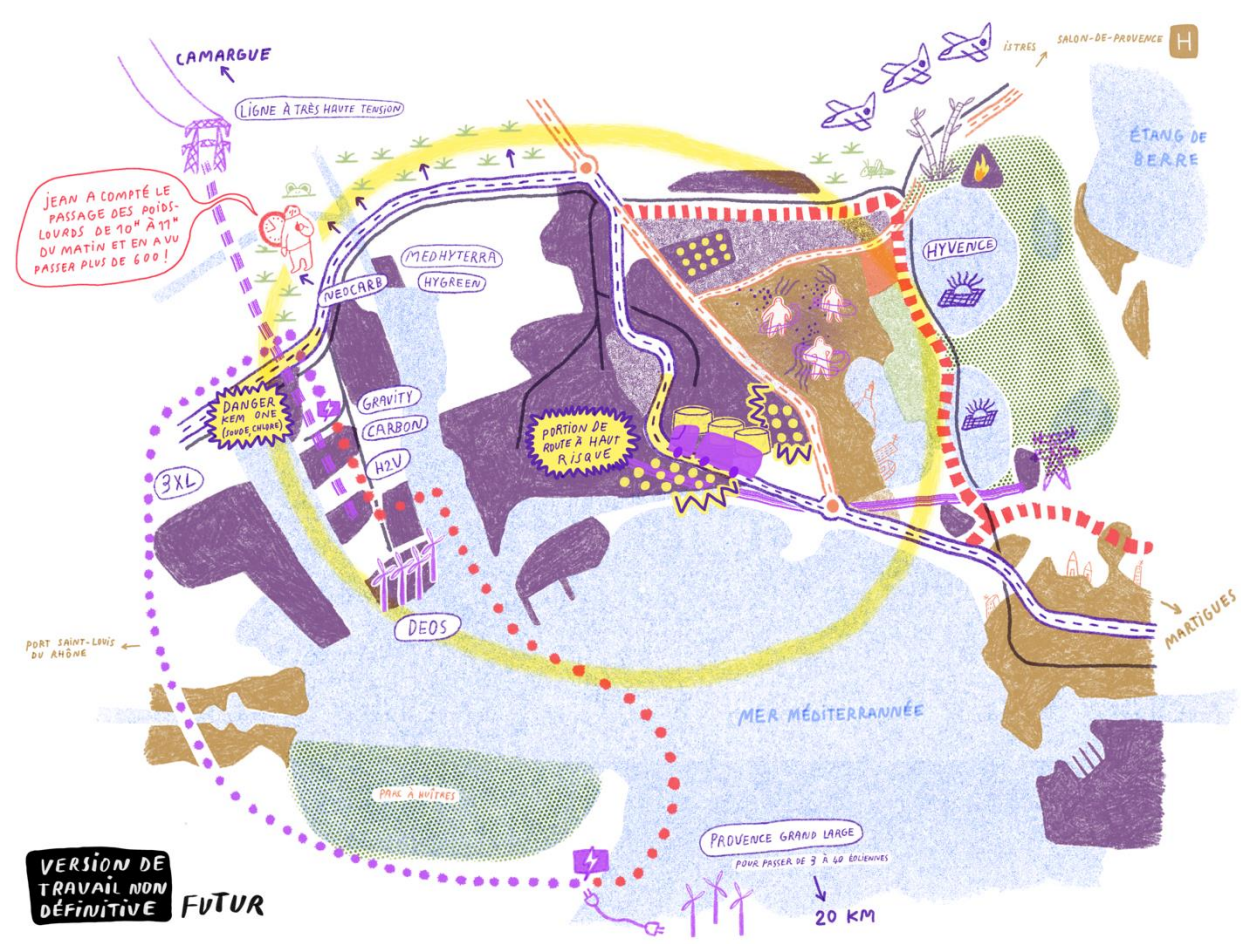 CAMARGUE
LIGNE À TRÈS HAUTE TENSION
iSTRES
SALON-DE-PROVENCE
H
ÉTANG DE
BERRE
JEAN A COMPTÉ LE
PASSAGE DES POIDS-
LOURDS DE 10H À 11H
DU MATIN ET EN A VU
PASSER PLUS DE 600 !
MEDHYTERRA
HYGREEN
NEOCARB
HYVENCE
DANGER
KEM ONE
(SOUDE, CHLORE)
GRAVITY
CARBON
H2V
PORTION DE
ROUTE À HAUT
RISQUE
3XL
DEOS
PORT SAINT-LOUIS
DU RHÔNE
MARTIGUES
MER MÉDITERRANNÉE
PARC À HUÎTRES
PROVENCE GRAND LARGE
POUR PASSER DE 3 À 40 ÉOLIENNES
20 KM
VERSION DE
TRAVAIL NON
DÉFINITIVE
FUTUR